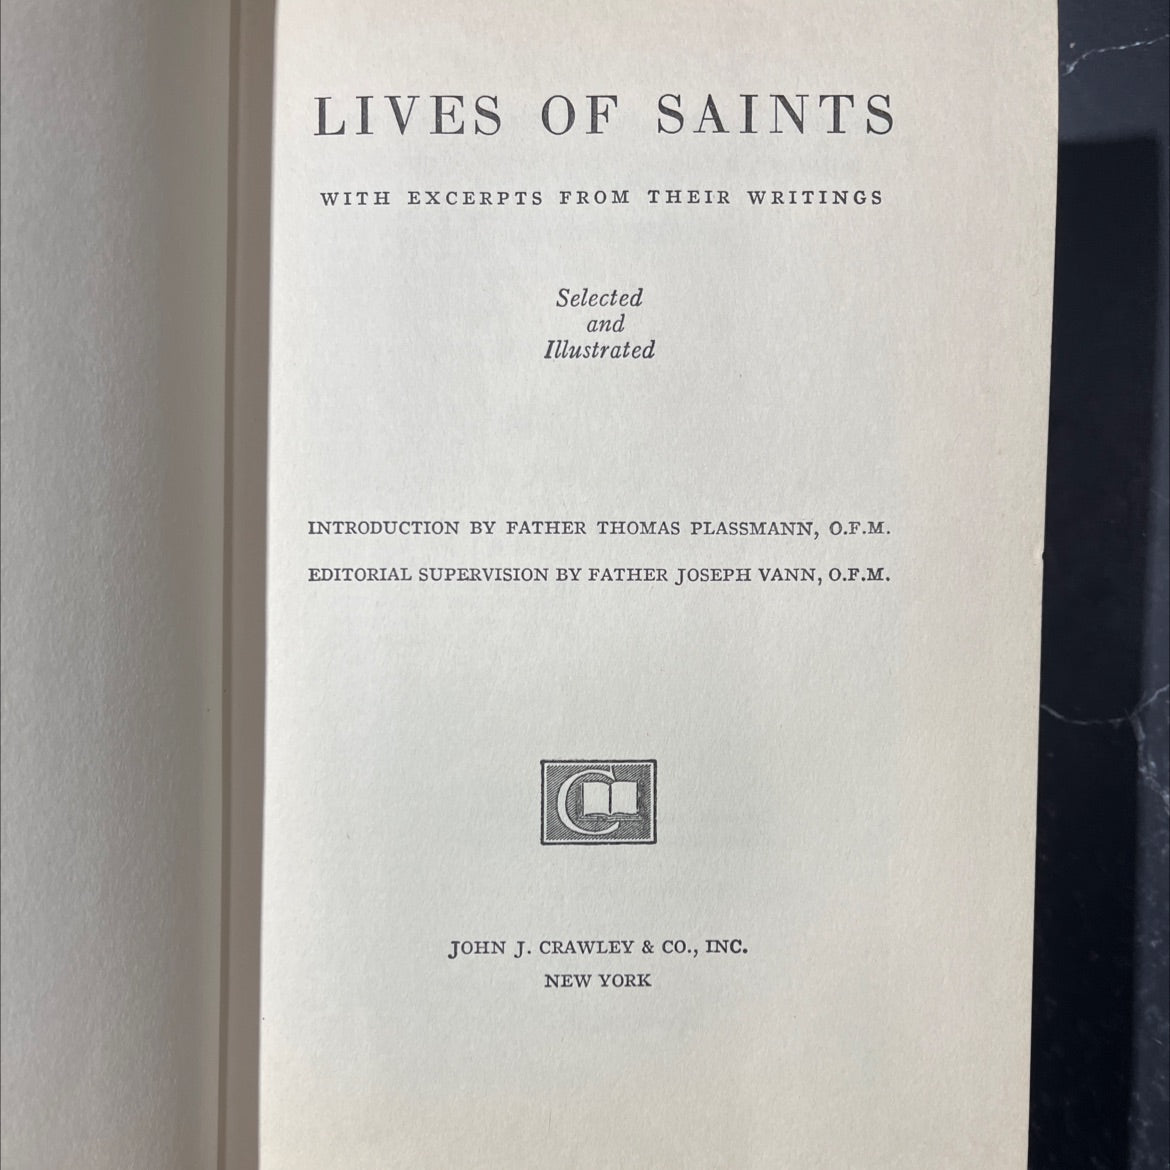 LIVES OF SAINTS
WITH EXCERPTS FROM THEIR WRITINGS
Selected
and
Illustrated
INTRODUCTION BY FATHER THOMAS PLASSMANN, O.F.M.
EDITORIAL SUPERVISION BY FATHER JOSEPH VANN, O.F.M.
C
JOHN J. CRAWLEY & CO., INC.
NEW YORK